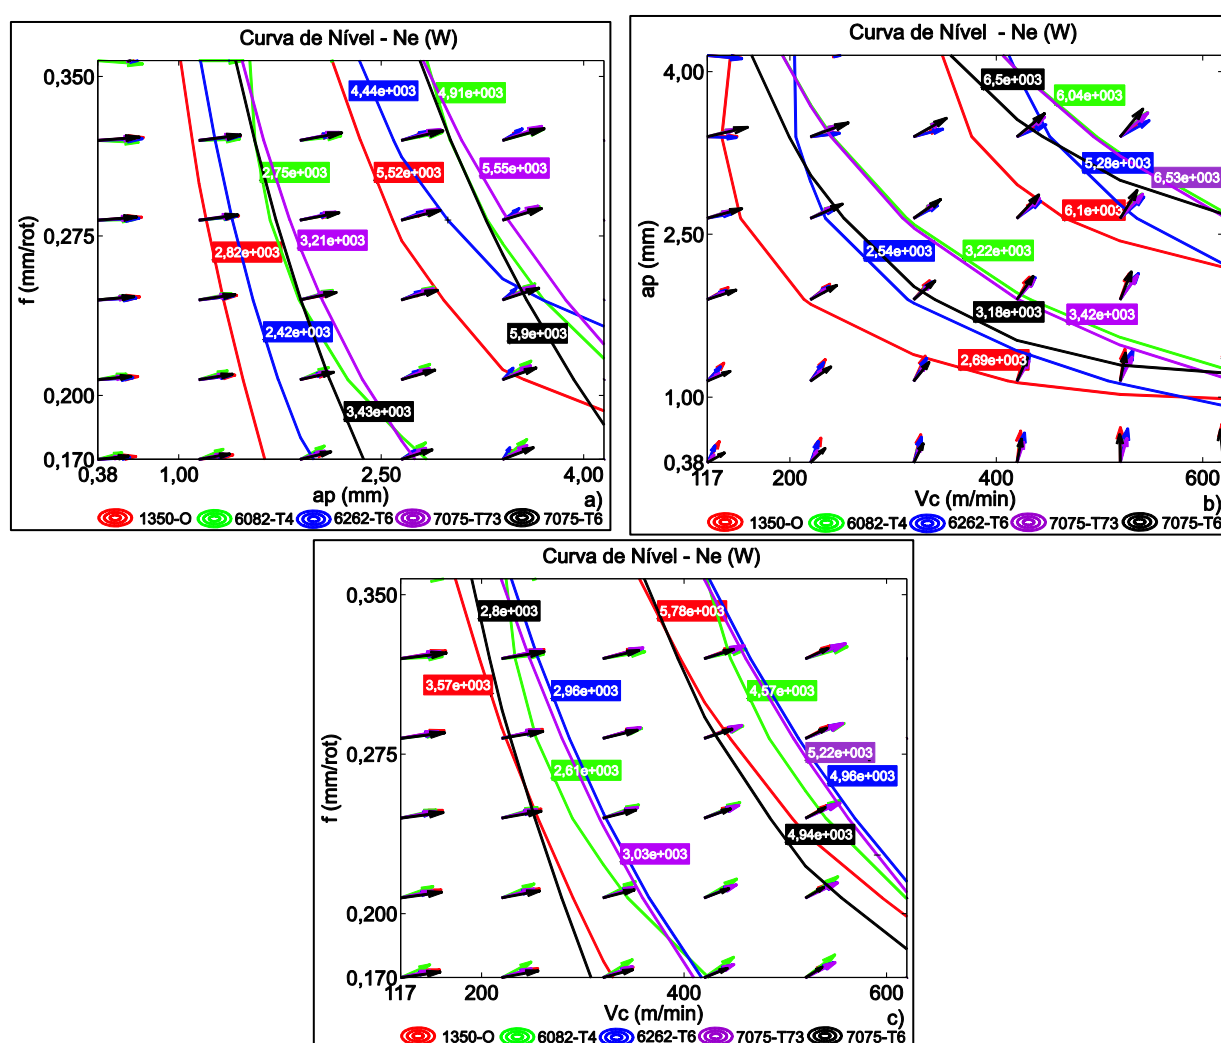 Curva de Nível - Ne (W)
0,350
4,44e+003
4,91e+003
2,75e+003
5,52e+003
5,55e+003
f (mm/rot)
0,275
2,82e+003
3,21e+003
2,42e+003
5,9e+003
0,200
3,43e+003
0,170
0,38
1,00
2,50
4,00
ap (mm)
a)
1350-O
6082-T4
6262-T6
7075-T73
7075-T6
Curva de Nível - Ne (W)
4,00
6,5e+003
6,04e+003
5,28e+003
6,53e+003
6,1e+003
ap (mm)
2,50
2,54e+003
3,22e+003
3,18e+003
3,42e+003
2,69e+003
1,00
0,38
117
200
400
600
Vc (m/min)
b)
1350-O
6082-T4
6262-T6
7075-T73
7075-T6
Curva de Nível - Ne (W)
0,350
2,8e+003
5,78e+003
3,57e+003
2,96e+003
4,57e+003
f (mm/rot)
0,275
5,22e+003
2,61e+003
4,96e+003
4,94e+003
3,03e+003
0,200
0,170
117
200
400
600
Vc (m/min)
c)
1350-O
6082-T4
6262-T6
7075-T73
7075-T6